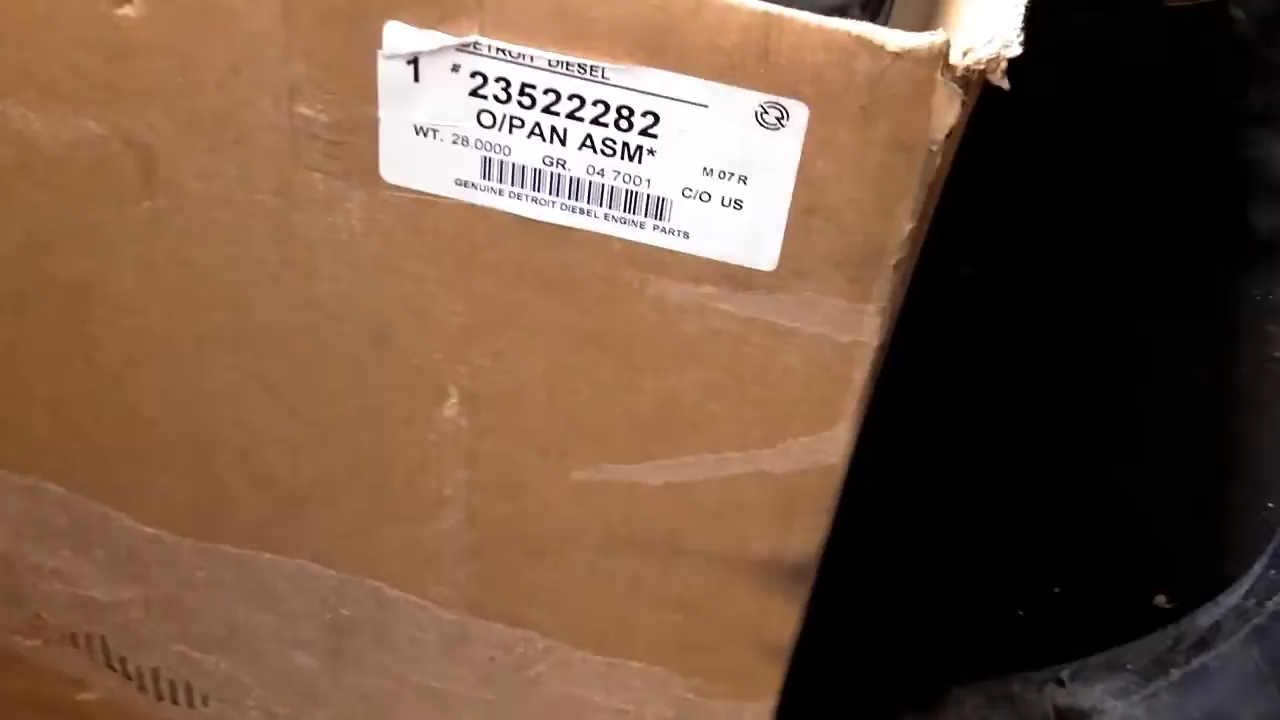 DETROIT DIESEL
1 # 23522282
O/PAN ASM*
WT. 28.0000 GR. 04 7001 M 07 R
C/O US
GENUINE DETROIT DIESEL ENGINE PARTS